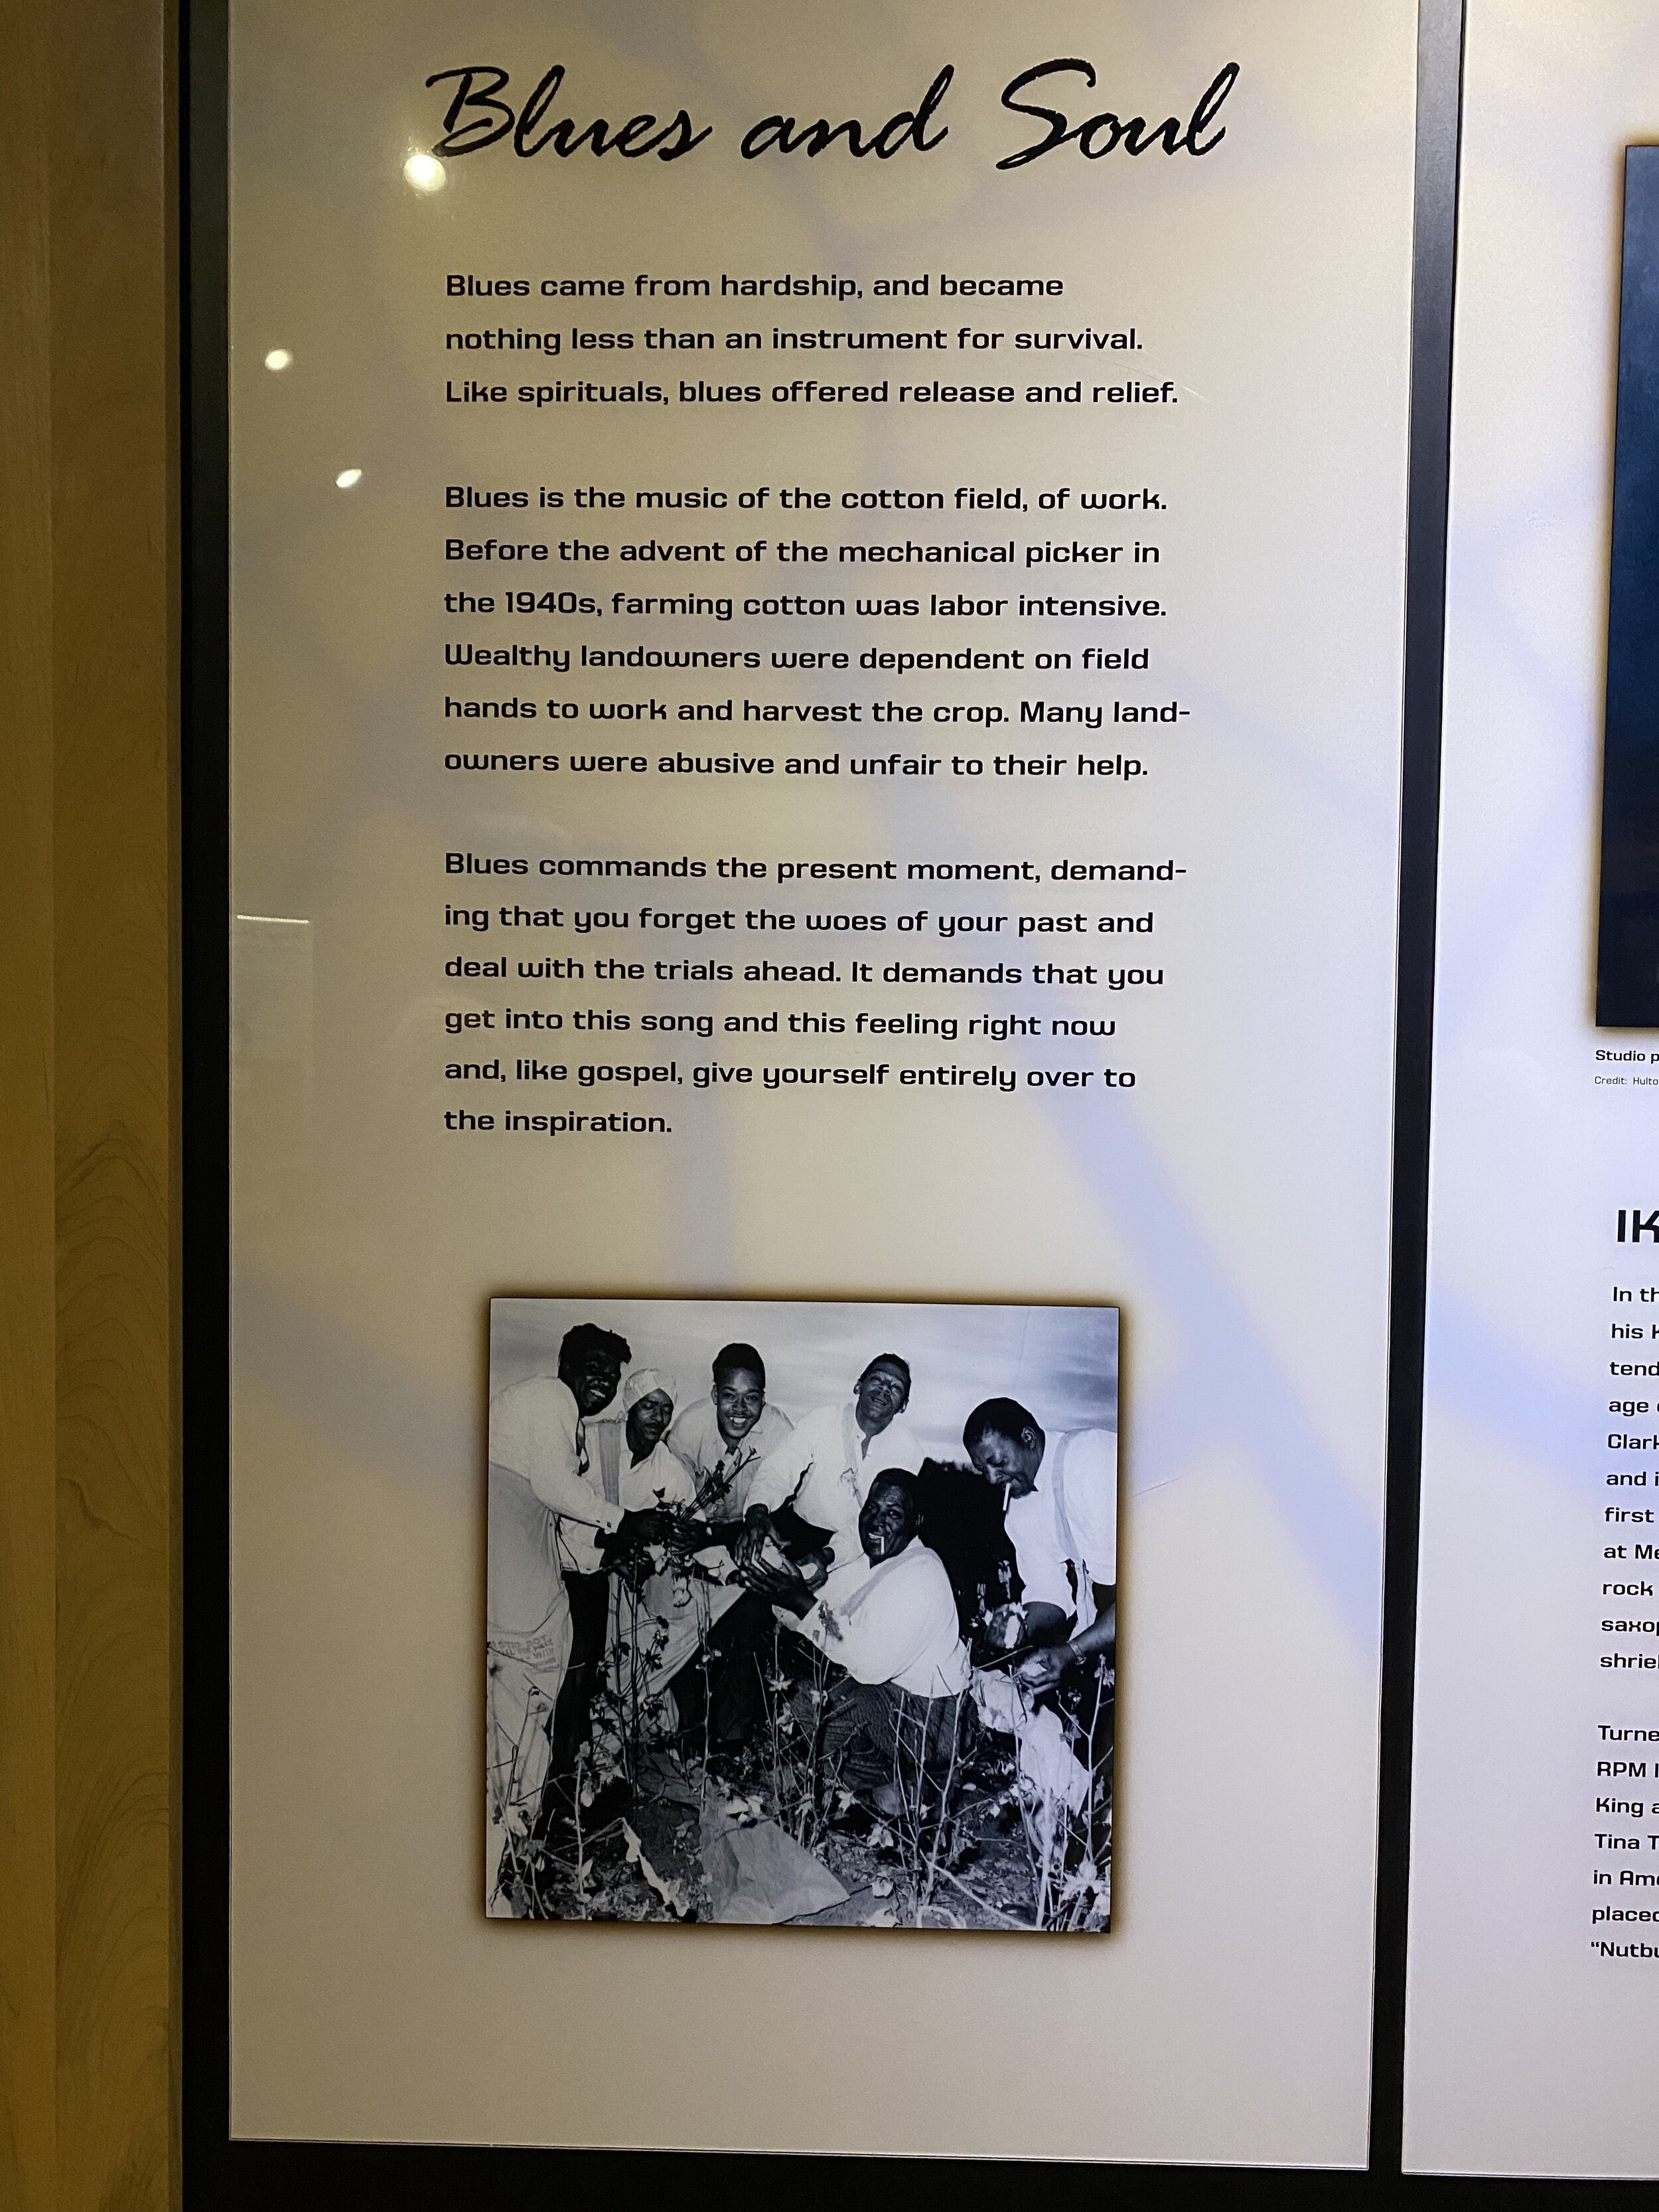 Blues and Soul
Blues came from hardship, and became
nothing less than an instrument for survival.
Like spirituals, blues offered release and relief.
Blues is the music of the cotton field, of work.
Before the advent of the mechanical picker in
the 1940s, farming cotton was labor intensive.
Wealthy landowners were dependent on field
hands to work and harvest the crop. Many land-
owners were abusive and unfair to their help.
Blues commands the present moment, demand-
ing that you forget the woes of your past and
deal with the trials ahead. It demands that you
get into this song and this feeling right now
and, like gospel, give yourself entirely over to
the inspiration.
Studio
Credit:
In
his
tend
age
and
first
at
rock
RPM
King
Tina
in
placed